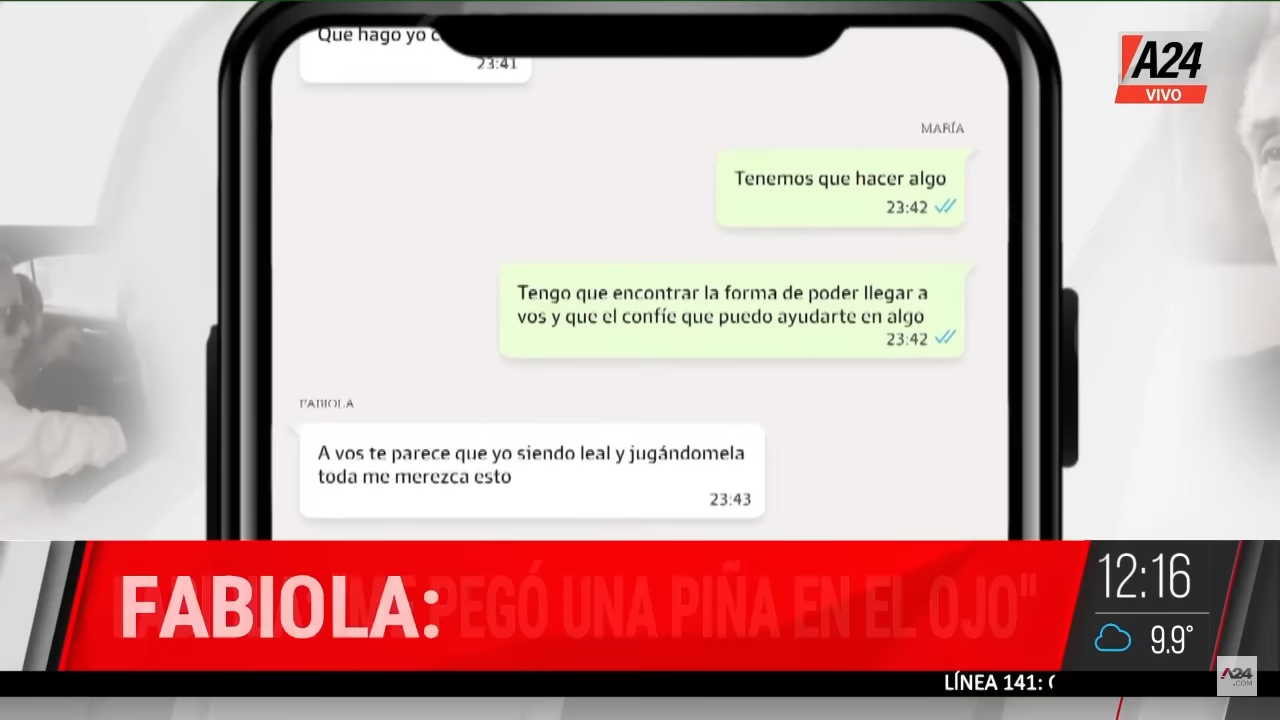 Que hago yo c
23:41
A24
VIVO
MARÍA
Tenemos que hacer algo
23:42
Tengo que encontrar la forma de poder llegar a
vos y que el confíe que puedo ayudarte en algo
23:42
FABIOLA
A vos te parece que yo siendo leal y jugándomela
toda me merezca esto
23:43
FABIOLA: PEGÓ UNA PIÑA EN EL OJO"
12:16
9.9°
LÍNEA 141:
A24
.COM